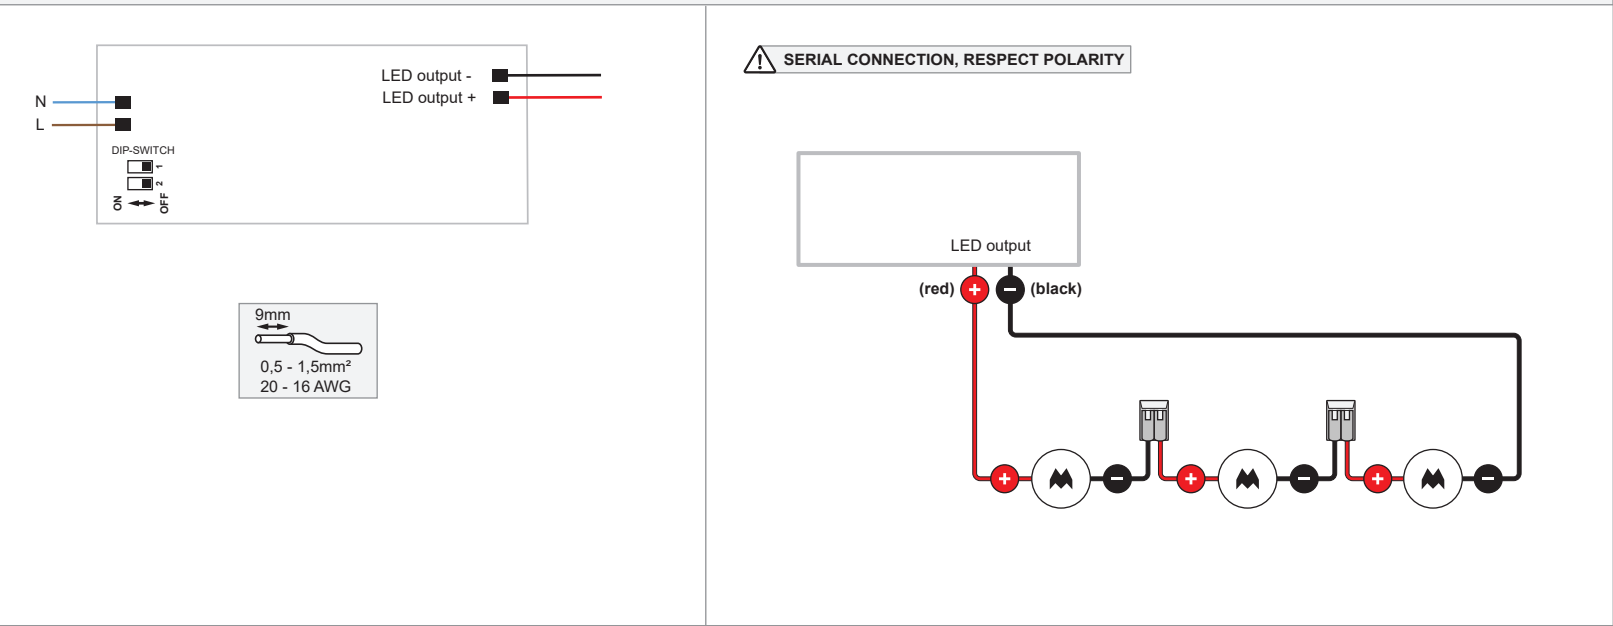 LED output -
LED output +
N
L
DIP-SWITCH
1
2
ON
OFF
9mm
0,5 - 1,5mm²
20 - 16 AWG
SERIAL CONNECTION, RESPECT POLARITY
LED output
(red) + − (black)
+ − + − + −